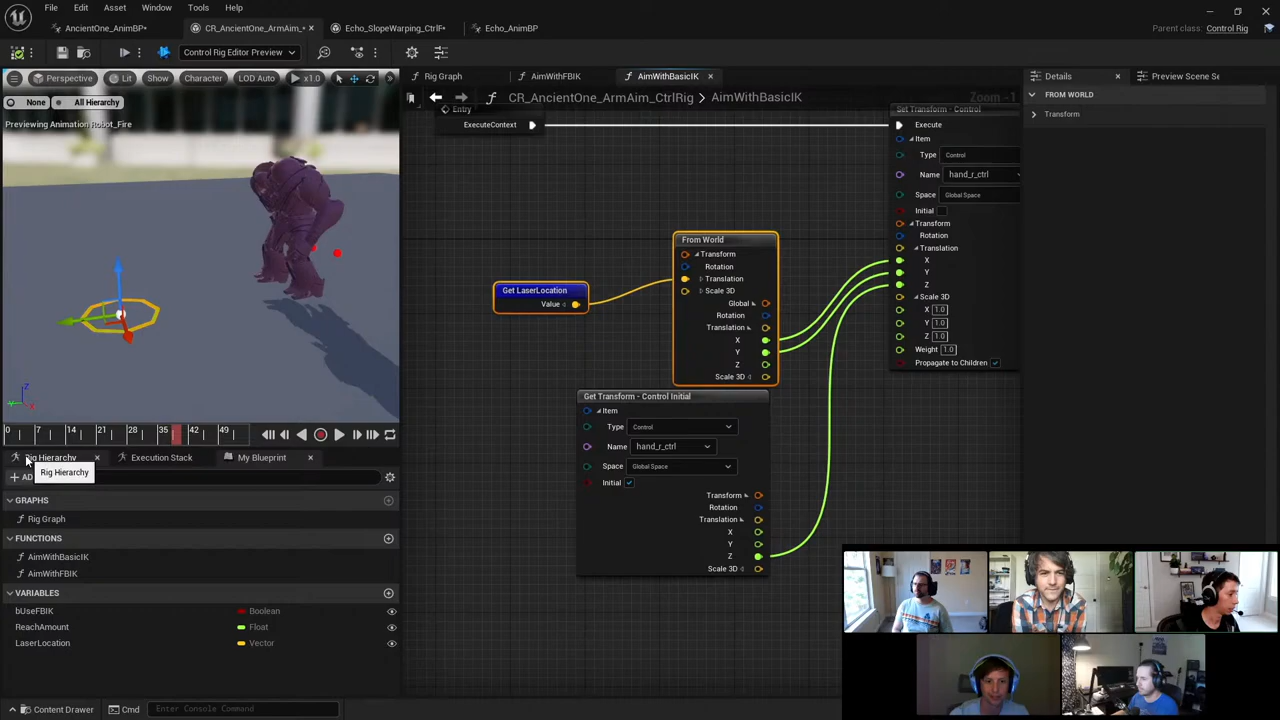 File Edit Asset Window Tools Help
AncientOne_AnimBP*
CR_AncientOne_ArmAim_*
Echo_SlopeWarping_CtrlRig*
Echo_AnimBP
Parent class: Control Rig
Control Rig Editor Preview
Perspective Lit Show Character LOD Auto x1.0
None All Hierarchy
Previewing Animation Robot_Fire
Rig Graph
AimWithFBIK
AimWithBasicIK
CR_AncientOne_ArmAim_CtrlRig > AimWithBasicIK
Zoom -1
Details
Preview Scene Se
FROM WORLD
Transform
Entry
ExecuteContext
Set Transform - Control
Execute
Item
Type Control
Name hand_r_ctrl
Space Global Space
Initial
Transform
Rotation
Translation
X
Y
Z
Scale 3D
X 1.0
Y 1.0
Z 1.0
Weight 1.0
Propagate to Children
From World
Transform
Rotation
Translation
Scale 3D
Global
Rotation
Translation
X
Y
Z
Scale 3D
Get LaserLocation
Value
Get Transform - Control Initial
Item
Type Control
Name hand_r_ctrl
Space Global Space
Initial
Transform
Rotation
Translation
X
Y
Z
Scale 3D
0 7 14 21 28 35 42 49
Rig Hierarchy
Execution Stack
My Blueprint
AD
Rig Hierarchy
GRAPHS
Rig Graph
FUNCTIONS
AimWithBasicIK
AimWithFBIK
VARIABLES
bUseFBIK Boolean
ReachAmount Float
LaserLocation Vector
Content Drawer
Cmd
Enter Console Command